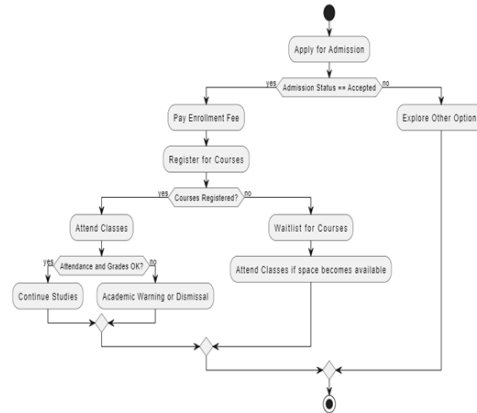 Apply for Admission
yes
Admission Status == Accepted
no
Pay Enrollment Fee
Explore Other Option
Register for Courses
yes
Courses Registered?
no
Attend Classes
Waitlist for Courses
yes
Attendance and Grades OK?
no
Attend Classes if space becomes available
Continue Studies
Academic Warning or Dismissal